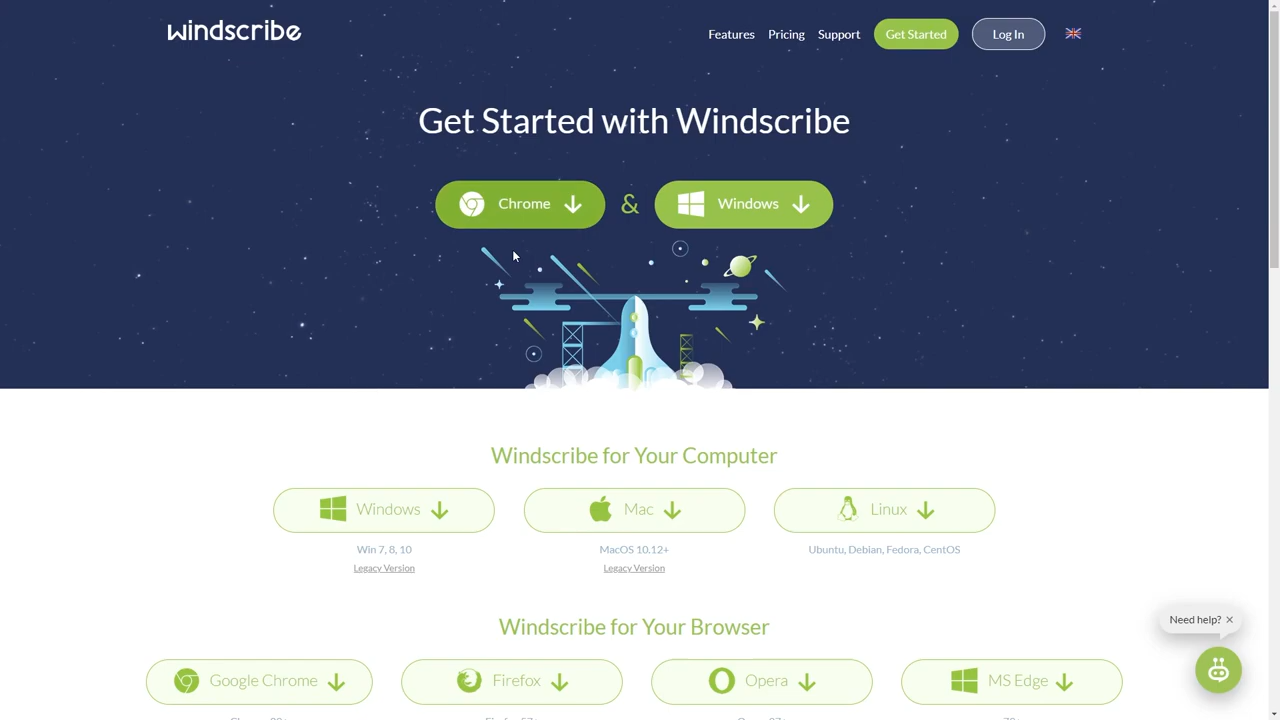 windscribe
Features Pricing Support Get Started Log In
Get Started with Windscribe
Chrome & Windows
Windscribe for Your Computer
Windows Mac Linux
Win 7, 8, 10 MacOS 10.12+ Ubuntu, Debian, Fedora, CentOS
Legacy Version Legacy Version
Need help? ×
Windscribe for Your Browser
Google Chrome Firefox Opera MS Edge